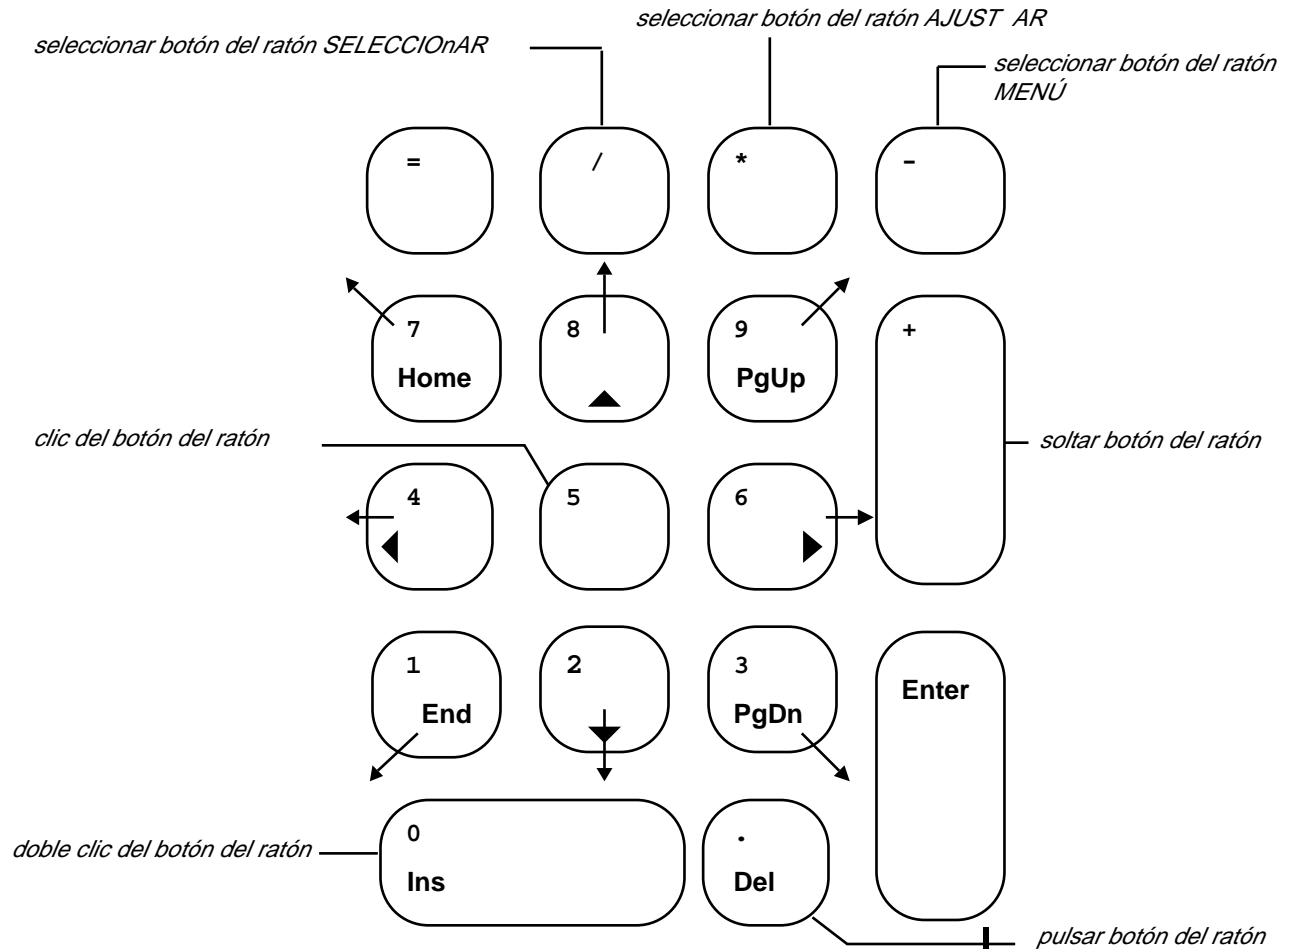 seleccionar botón del ratón AJUST AR
seleccionar botón del ratón SELECCIOnAR
seleccionar botón del ratón
MENÚ
= / * -
7 8 9 +
Home PgUp
clic del botón del ratón
soltar botón del ratón
4 5 6
1 2 3
Enter
End PgDn
0 .
doble clic del botón del ratón
Ins Del
pulsar botón del ratón